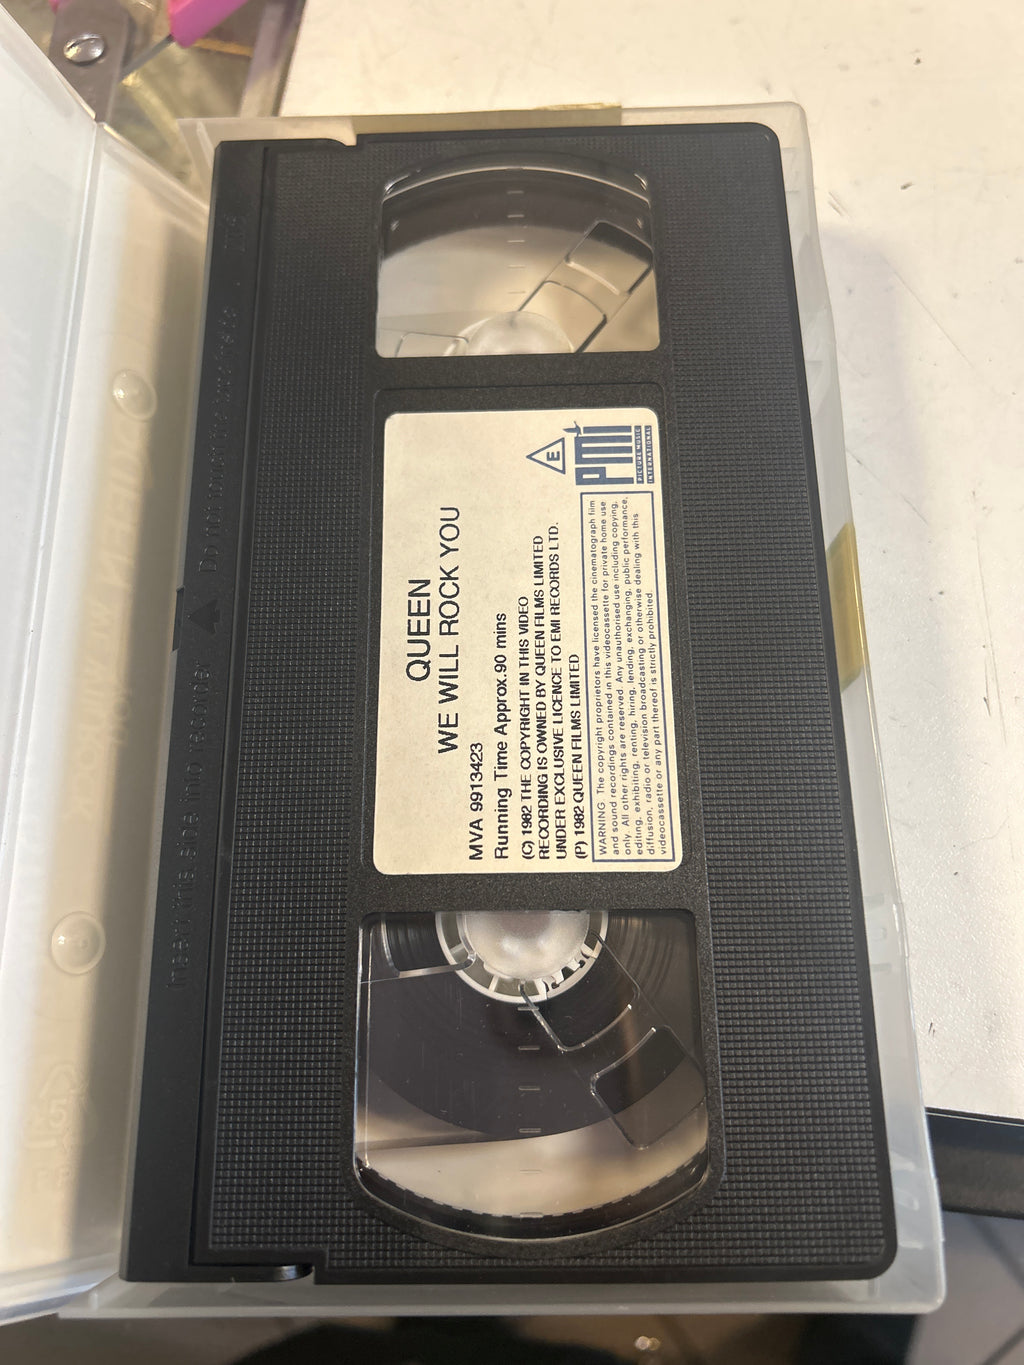 QUEEN
WE WILL ROCK YOU
MVA 9913423
Running Time Approx.90 mins
(C) 1982 THE COPYRIGHT IN THIS VIDEO
RECORDING IS OWNED BY QUEEN FILMS LIMITED
UNDER EXCLUSIVE LICENCE TO EMI RECORDS LTD.
(P) 1982 QUEEN FILMS LIMITED
E
PMI
PICTURE MUSIC
INTERNATIONAL
WARNING. The copyright proprietors have licensed the cinematograph film
and sound recordings contained in this videocassette for private home use
only. All other rights are reserved. Any unauthorised use including copying,
editing, exhibiting, renting, hiring, lending, exchanging, public performance,
diffusion, radio or television broadcasting or otherwise dealing with this
videocassette or any part thereof is strictly prohibited.
Insert this side into recorder
Do not touch the tape inside